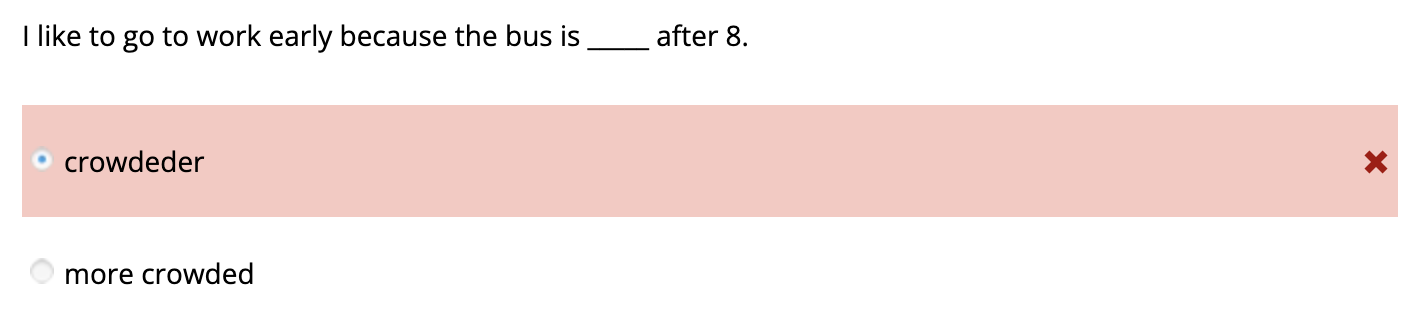 I like to go to work early because the bus is _____ after 8.
crowdeder
more crowded